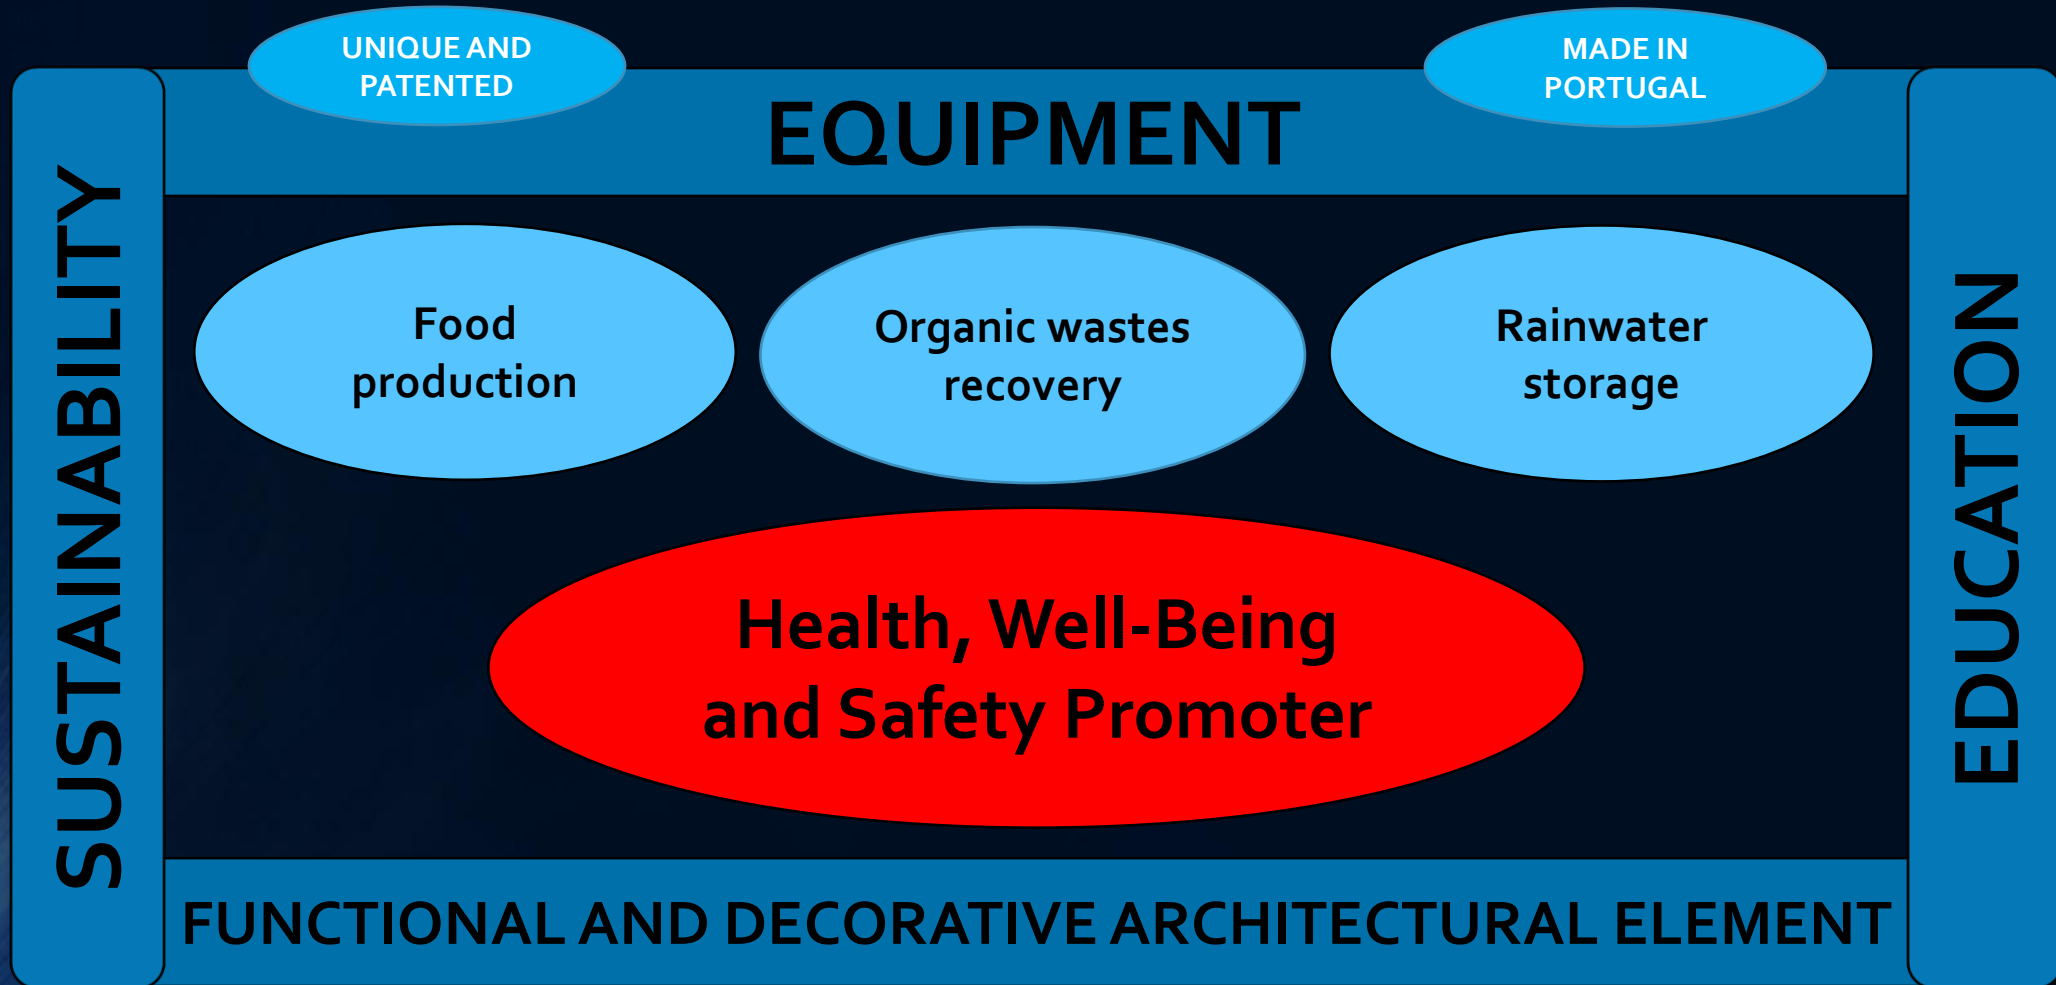 UNIQUE AND
PATENTED
MADE IN
PORTUGAL
EQUIPMENT
SUSTAINABILITY
Food
production
Organic wastes
recovery
Rainwater
storage
EDUCATION
Health, Well-Being
and Safety Promoter
FUNCTIONAL AND DECORATIVE ARCHITECTURAL ELEMENT